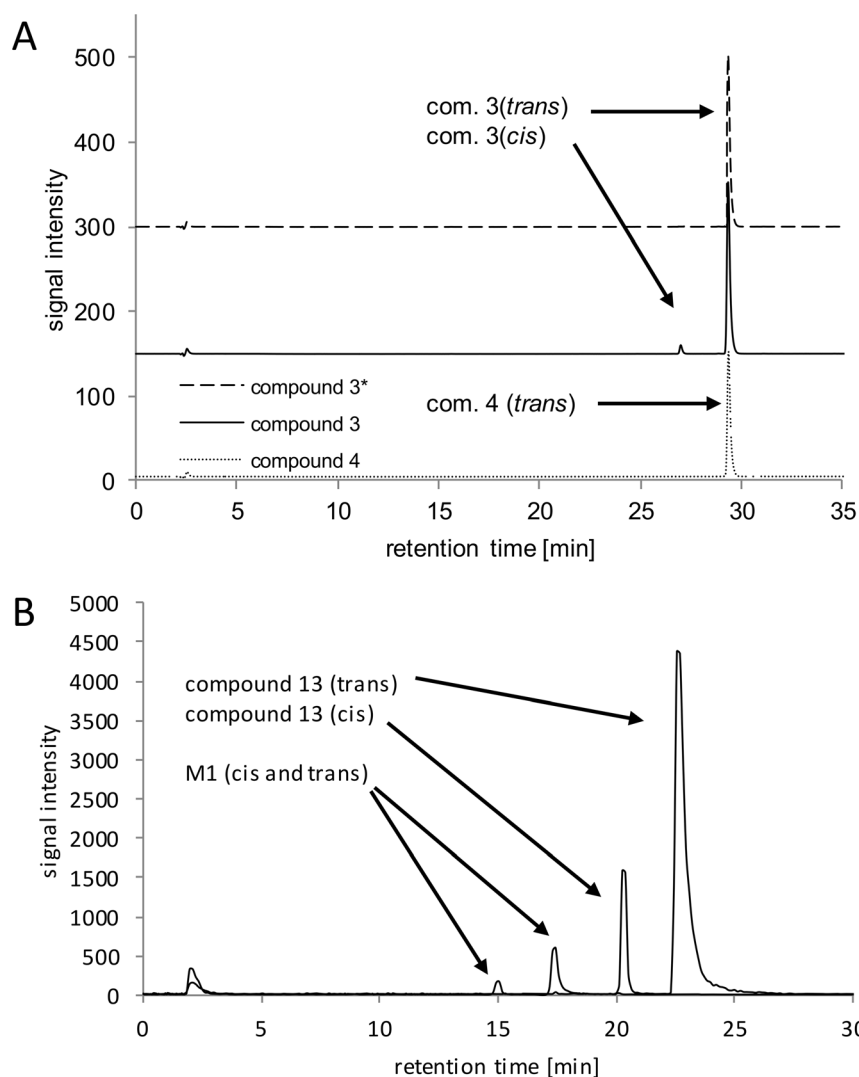 A
500
400
300
200
100
0
signal intensity
com. 3(trans)
com. 3(cis)
compound 3*
compound 3
compound 4
com. 4 (trans)
0 5 10 15 20 25 30 35
retention time [min]
B
5000
4500
4000
3500
3000
2500
2000
1500
1000
500
0
signal intensity
compound 13 (trans)
compound 13 (cis)
M1 (cis and trans)
0 5 10 15 20 25 30
retention time [min]